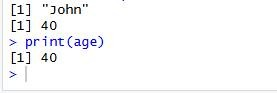 [1] "John"
[1] 40
> print(age)
[1] 40
>